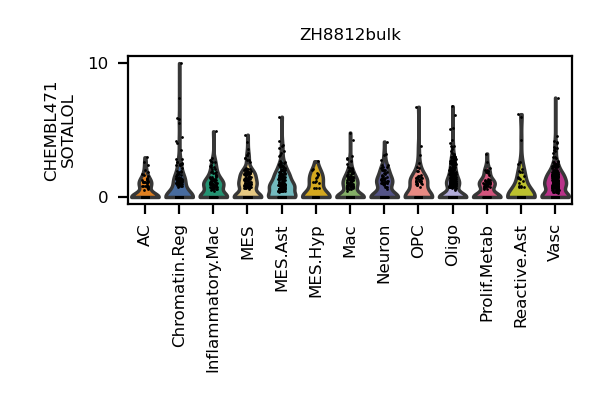 ZH8812bulk
CHEMBL471
SOTALOL
10
0
AC
Chromatin.Reg
Inflammatory.Mac
MES
MES.Ast
MES.Hyp
Mac
Neuron
OPC
Oligo
Prolif.Metab
Reactive.Ast
Vasc